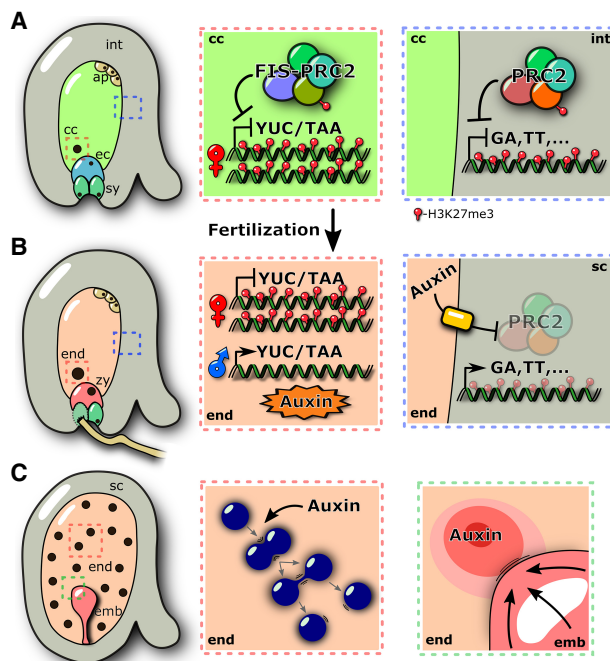 A
int
ap
cc
ec
sy
cc
FIS-PRC2
YUC/TAA
cc
int
PRC2
GA,TT,...
-H3K27me3
Fertilization
B
end
zy
YUC/TAA
YUC/TAA
Auxin
end
Auxin
sc
PRC2
GA,TT,...
end
C
sc
end
emb
Auxin
end
Auxin
end
emb